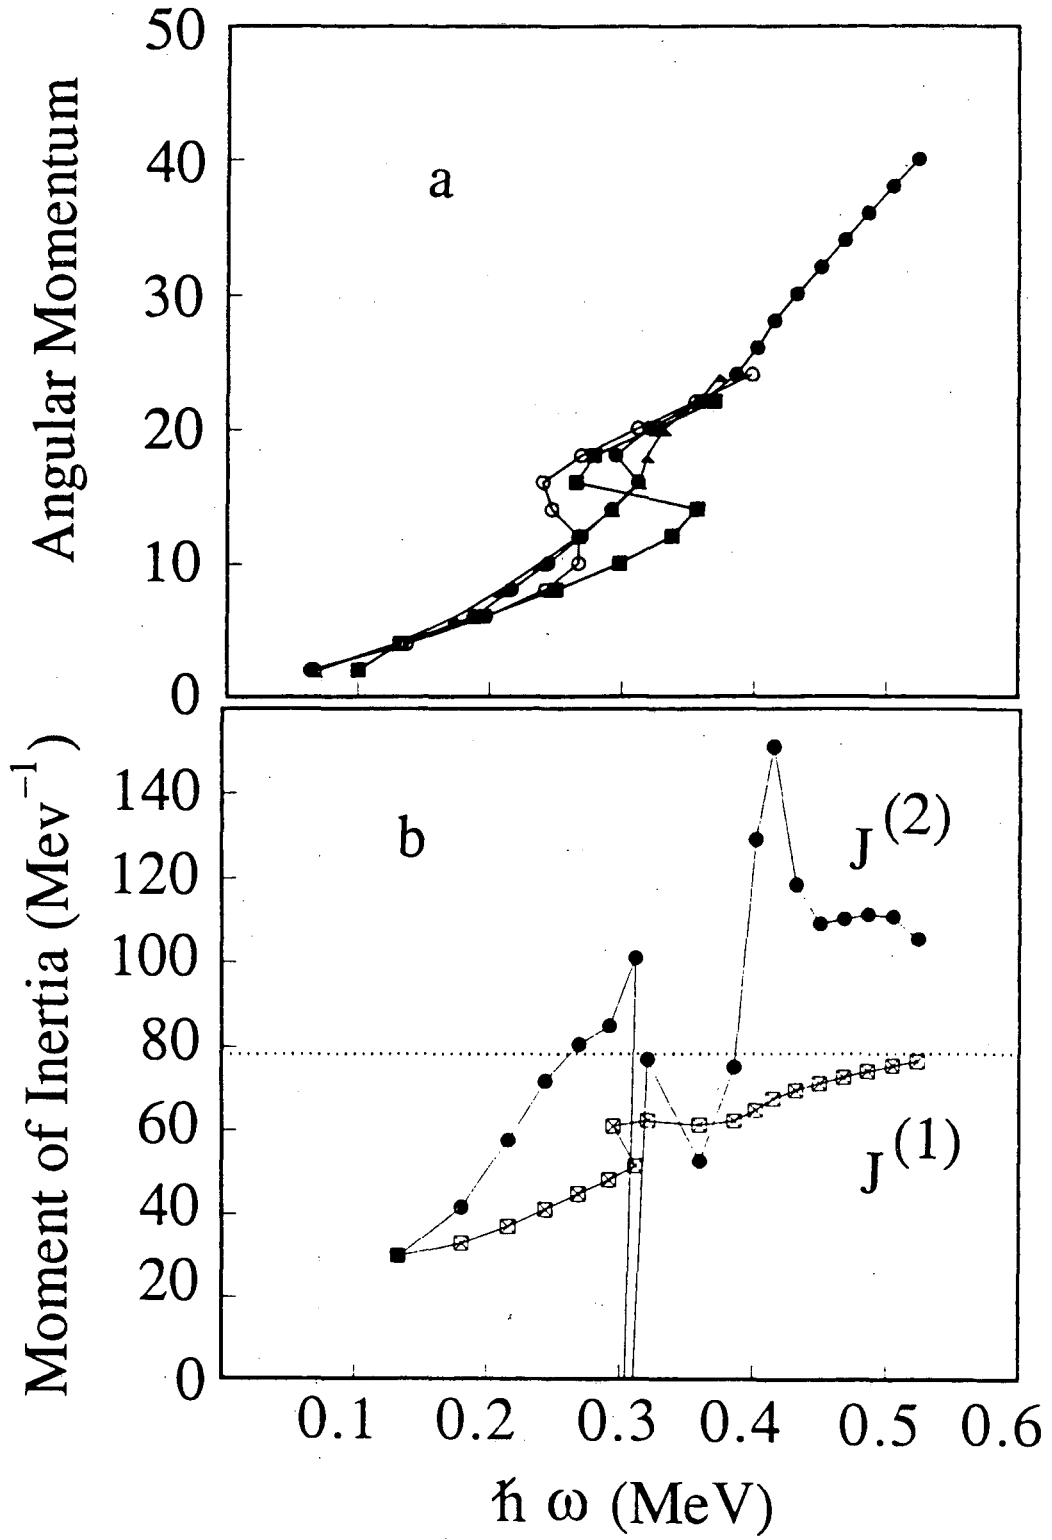 50
40
30
20
10
0
Angular Momentum
a
140
120
100
80
60
40
20
0
Moment of Inertia (Mev⁻¹)
b
J⁽²⁾
J⁽¹⁾
0.1 0.2 0.3 0.4 0.5 0.6
ħ ω (MeV)